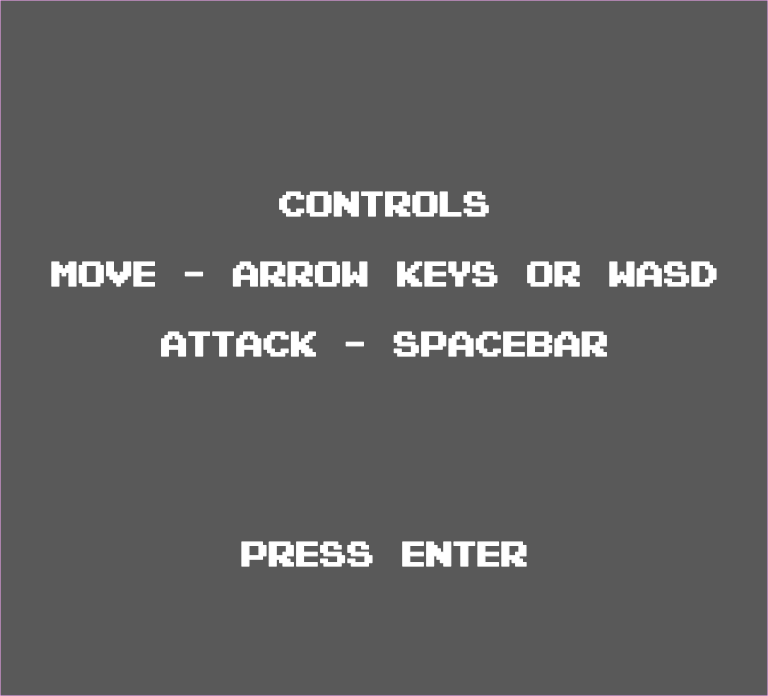 CONTROLS
MOVE - ARROW KEYS OR WASD
ATTACK - SPACEBAR
PRESS ENTER